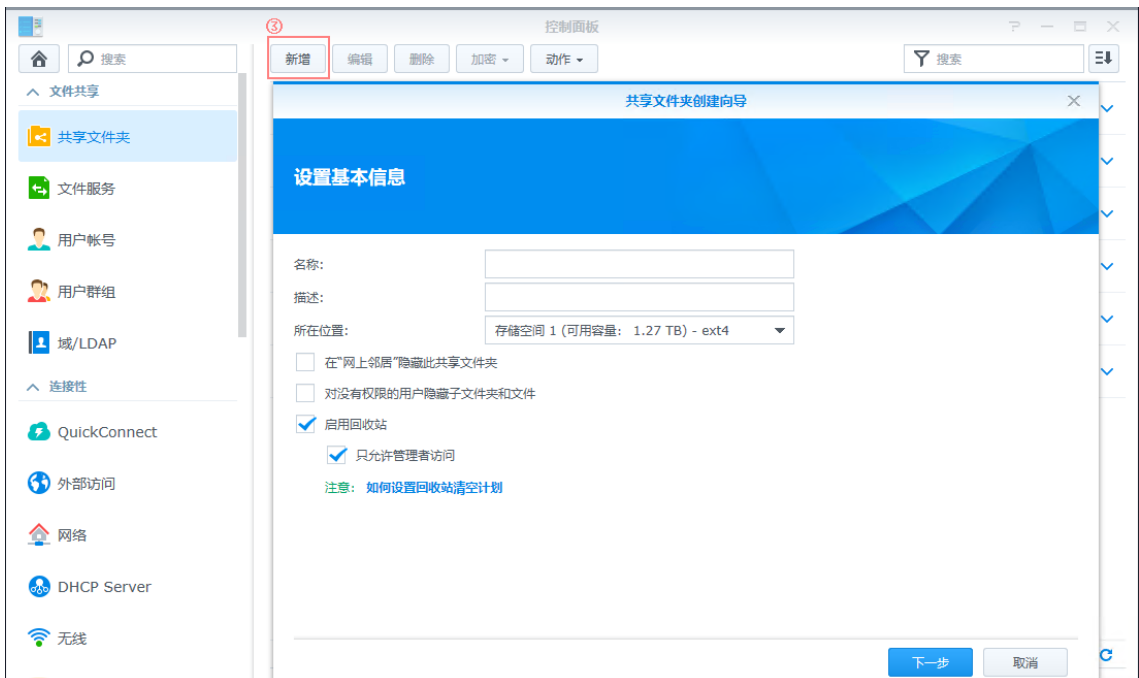 ③
控制面板
搜索
新增 编辑 删除 加密 动作
搜索
文件共享
共享文件夹
文件服务
用户帐号
用户群组
域/LDAP
连接性
QuickConnect
外部访问
网络
DHCP Server
无线
共享文件夹创建向导
设置基本信息
名称:
描述:
所在位置: 存储空间 1 (可用容量: 1.27 TB) - ext4
在"网上邻居"隐藏此共享文件夹
对没有权限的用户隐藏子文件夹和文件
启用回收站
只允许管理者访问
注意: 如何设置回收站清空计划
下一步 取消